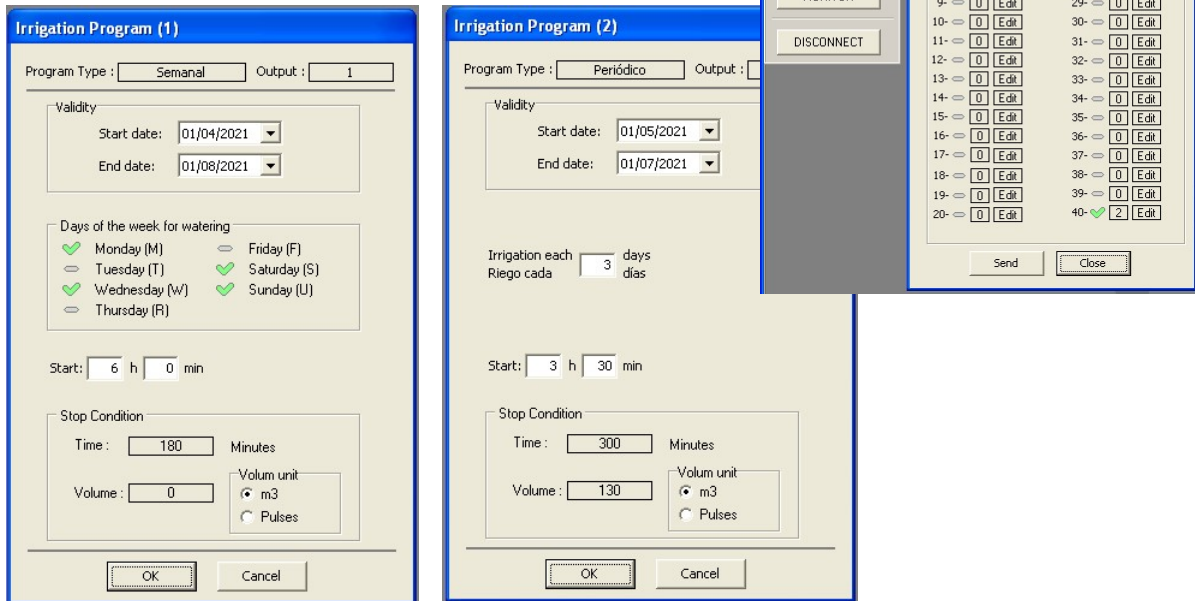 Irrigation Program (1)
Program Type : Semanal Output : 1
Validity
Start date: 01/04/2021
End date: 01/08/2021
Days of the week for watering
Monday (M) Friday (F)
Tuesday (T) Saturday (S)
Wednesday (W) Sunday (U)
Thursday (R)
Start: 6 h 0 min
Stop Condition
Time : 180 Minutes
Volum unit
Volume : 0 m3
Pulses
OK Cancel
Irrigation Program (2)
Program Type : Periódico Output :
Validity
Start date: 01/05/2021
End date: 01/07/2021
Irrigation each 3 days
Riego cada días
Start: 3 h 30 min
Stop Condition
Time : 300 Minutes
Volum unit
Volume : 130 m3
Pulses
OK Cancel
DISCONNECT
9- 0 Edit 29- 0 Edit
10- 0 Edit 30- 0 Edit
11- 0 Edit 31- 0 Edit
12- 0 Edit 32- 0 Edit
13- 0 Edit 33- 0 Edit
14- 0 Edit 34- 0 Edit
15- 0 Edit 35- 0 Edit
16- 0 Edit 36- 0 Edit
17- 0 Edit 37- 0 Edit
18- 0 Edit 38- 0 Edit
19- 0 Edit 39- 0 Edit
20- 0 Edit 40- 2 Edit
Send Close